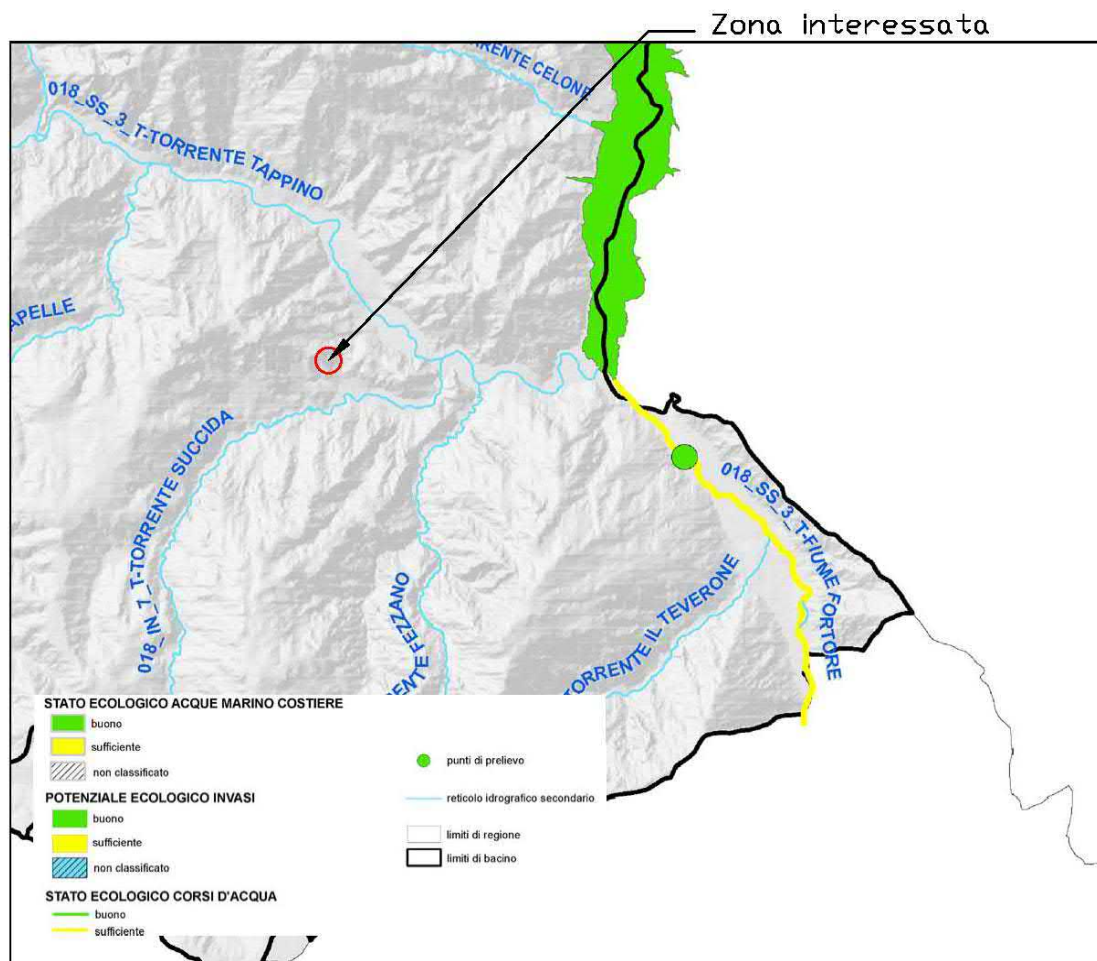 Zona interessata
RENTE CELONE
018_SS_3_T-TORRENTE TAPPINO
APELLE
018_IN_7_T-TORRENTE SUCCIDA
ENTE FEZZANO
TORRENTE IL TEVERONE
018_SS_3_T-FIUME FORTORE
STATO ECOLOGICO ACQUE MARINO COSTIERE
buono
sufficiente
non classificato
POTENZIALE ECOLOGICO INVASI
buono
sufficiente
non classificato
STATO ECOLOGICO CORSI D'ACQUA
buono
sufficiente
punti di prelievo
reticolo idrografico secondario
limiti di regione
limiti di bacino